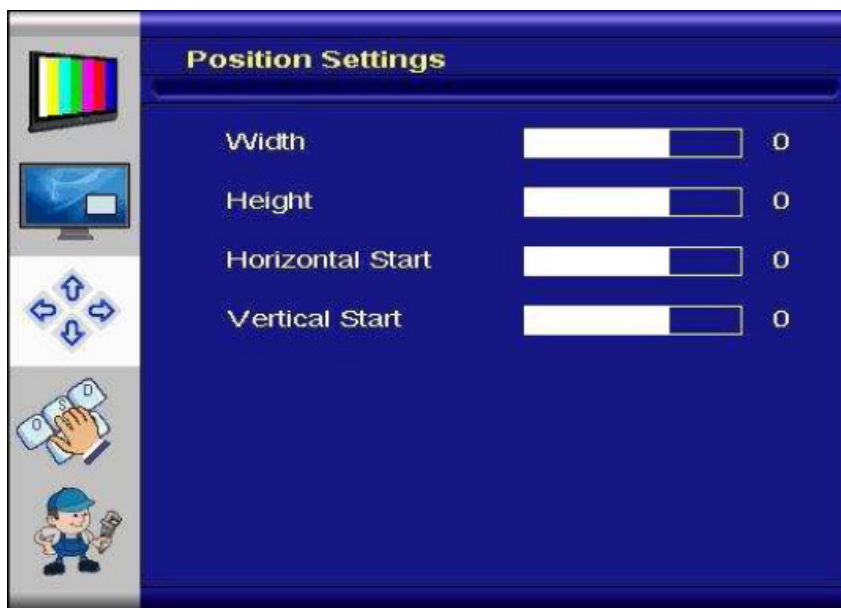 Position Settings
Width 0
Height 0
Horizontal Start 0
Vertical Start 0
O S D